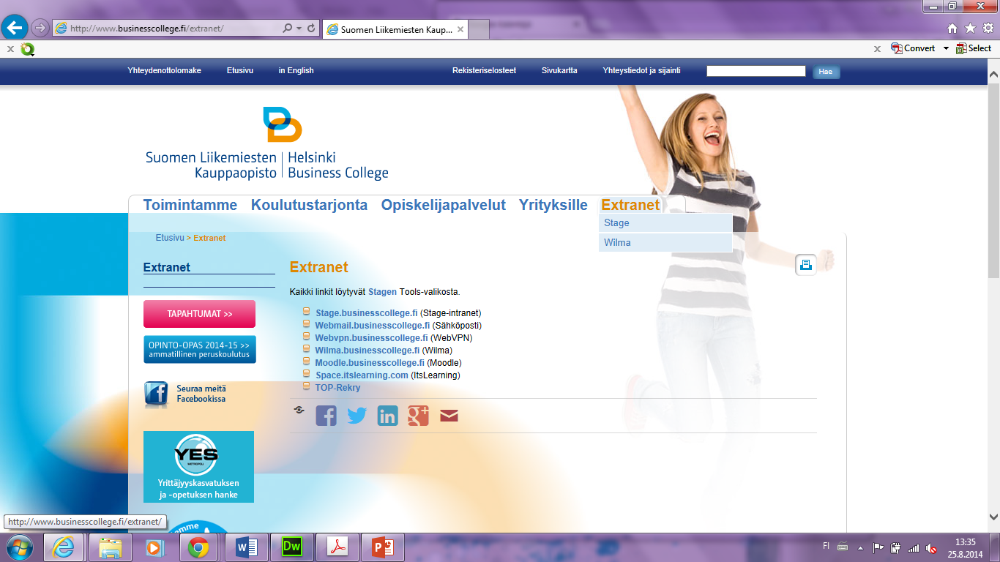 http://www.businesscollege.fi/extranet/
Suomen Liikemiesten Kaup...
Convert
Select
Yhteydenottolomake
Etusivu
in English
Rekisteriselosteet
Sivukartta
Yhteystiedot ja sijainti
Hae
Suomen Liikemiesten
Kauppaopisto
Helsinki
Business College
Toimintamme
Koulutustarjonta
Opiskelijapalvelut
Yrityksille
Extranet
Stage
Wilma
Etusivu > Extranet
Extranet
TAPAHTUMAT >>
OPINTO-OPAS 2014-15 >>
ammatillinen peruskoulutus
Seuraa meitä
Facebookissa
YES
METROPOLI
Yrittäjyyskasvatuksen
ja -opetuksen hanke
Extranet
Kaikki linkit löytyvät Stagen Tools-valikosta.
Stage.businesscollege.fi (Stage-intranet)
Webmail.businesscollege.fi (Sähköposti)
Webvpn.businesscollege.fi (WebVPN)
Wilma.businesscollege.fi (Wilma)
Moodle.businesscollege.fi (Moodle)
Space.itslearning.com (ItsLearning)
TOP-Rekry
http://www.businesscollege.fi/extranet/
Dw
FI
13:35
25.8.2014